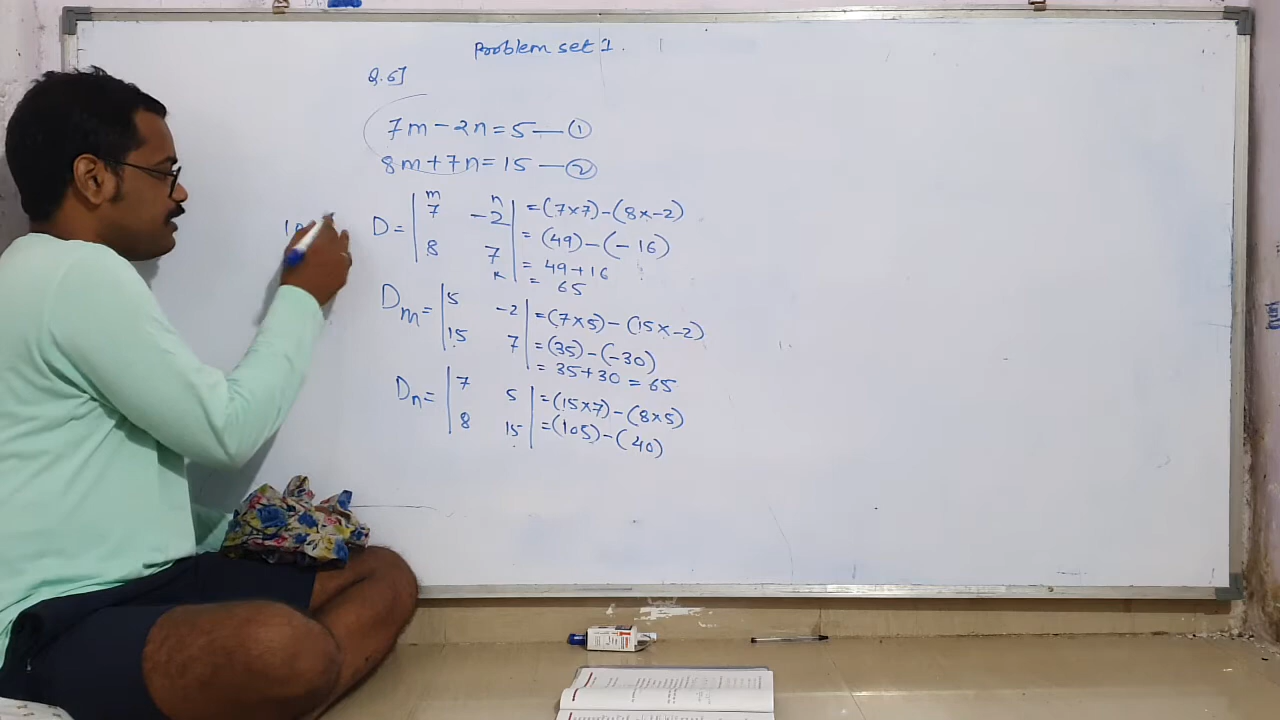 Problem set 1.
Q.6]
7m - 2n = 5 — ①
8m + 7n = 15 — ②
m n
D = | 7 -2 | = (7×7) - (8×-2)
= (49) - (-16)
8 7 = 49 + 16
= 65
Dm = | 5 -2 | = (7×5) - (15×-2)
15 7 = (35) - (-30)
= 35 + 30 = 65
Dn = | 7 5 | = (15×7) - (8×5)
8 15 = (105) - (40)